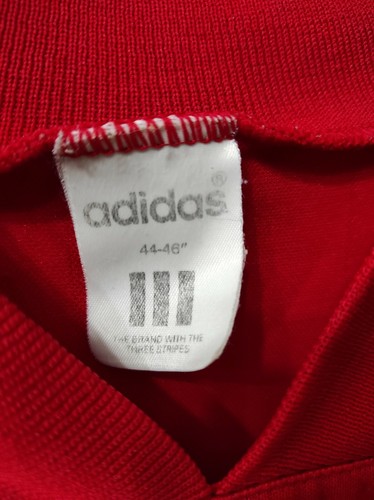 adidas®
44-46"
THE BRAND WITH THE
THREE STRIPES